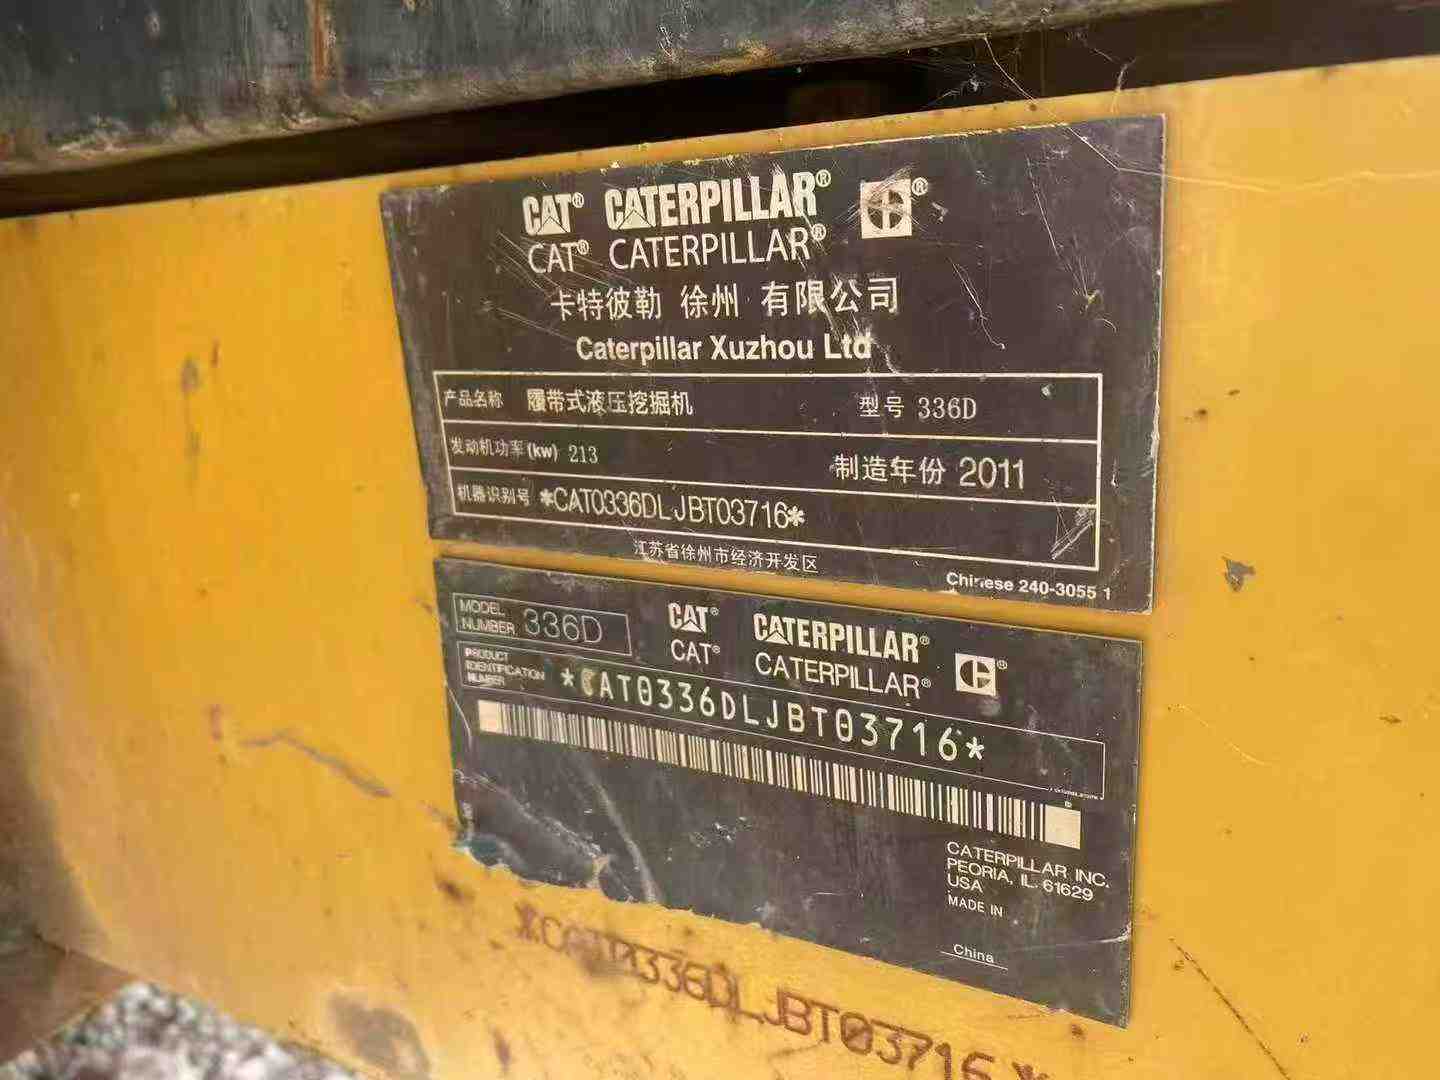 CAT® CATERPILLAR® ®
CAT® CATERPILLAR®
卡特彼勒 徐州 有限公司
Caterpillar Xuzhou Ltd
产品名称 履带式液压挖掘机 型号 336D
发动机功率(kw) 213 制造年份 2011
机器识别号 *CAT0336DLJBT03716*
江苏省徐州市经济开发区
Chinese 240-3055 1
MODEL NUMBER 336D CAT® CATERPILLAR® ®
CAT® CATERPILLAR®
PRODUCT IDENTIFICATION NUMBER *CAT0336DLJBT03716*
CATERPILLAR INC.
PEORIA, IL. 61629
USA
MADE IN
China
*CAT0336DLJBT03716*